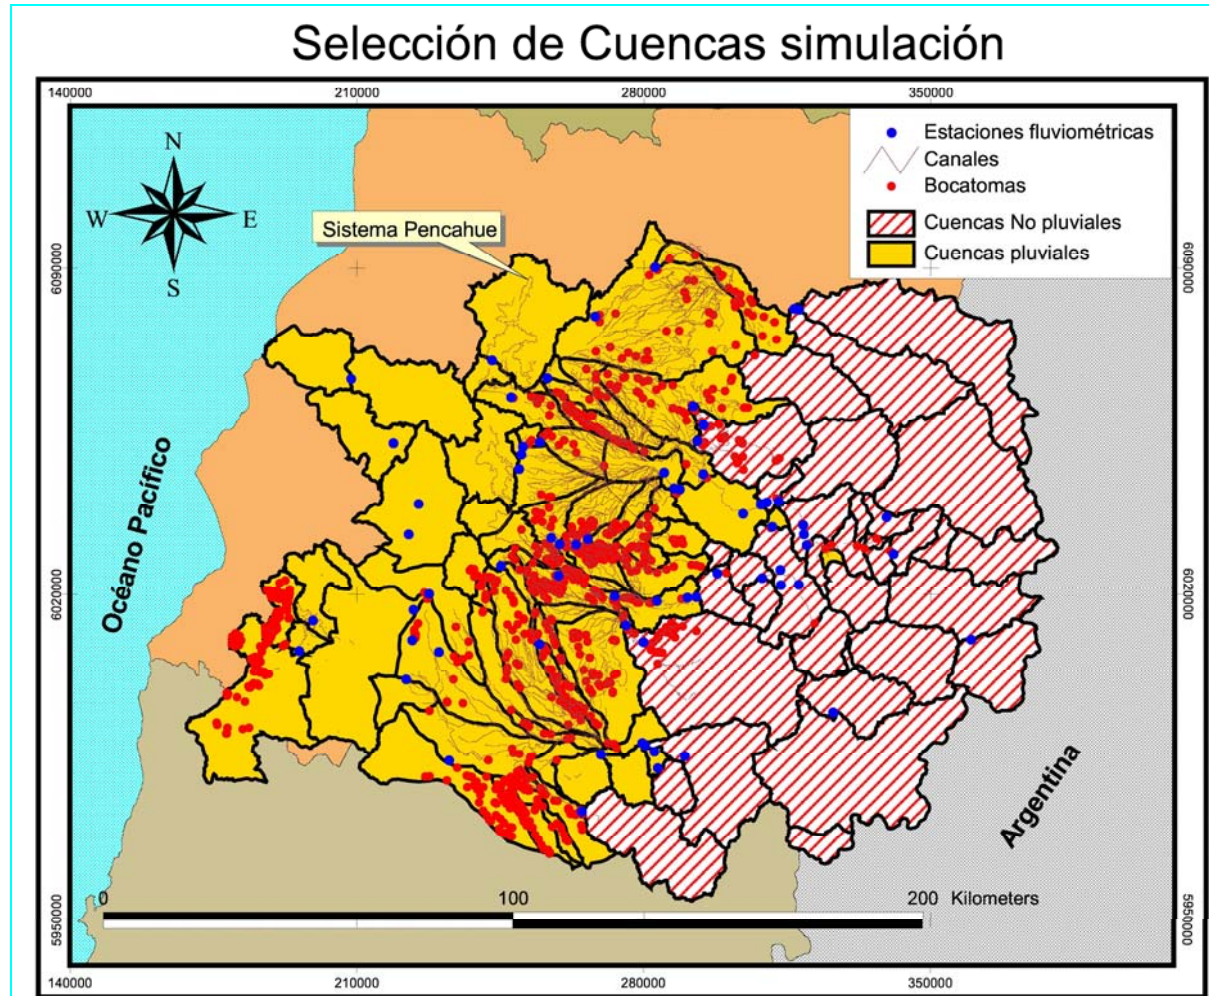 Selección de Cuencas simulación
140000 210000 280000 350000
N
W E
S
Estaciones fluviométricas
Canales
Bocatomas
Cuencas No pluviales
Cuencas pluviales
Sistema Pencahue
6090000 6090000
Océano Pacífico
6020000 6020000
Argentina
0 100 200 Kilometers
5950000 5950000
140000 210000 280000 350000